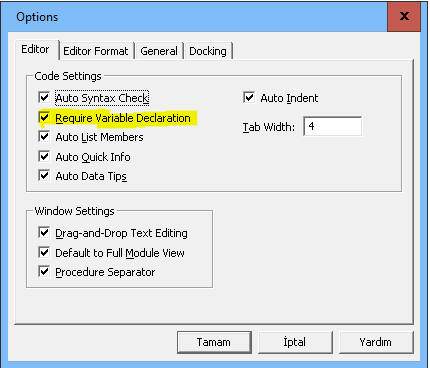 Options
x
Editor Editor Format General Docking
Code Settings
Auto Syntax Check Auto Indent
Require Variable Declaration Tab Width: 4
Auto List Members
Auto Quick Info
Auto Data Tips
Window Settings
Drag-and-Drop Text Editing
Default to Full Module View
Procedure Separator
Tamam İptal Yardım